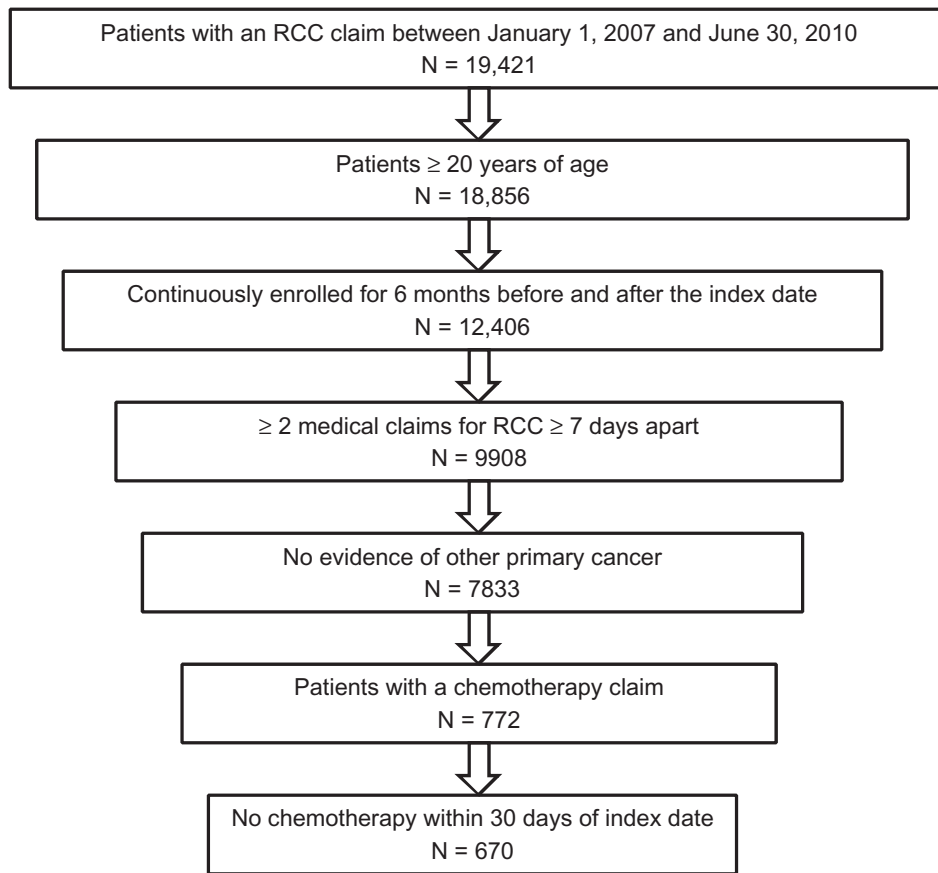 Patients with an RCC claim between January 1, 2007 and June 30, 2010
N = 19,421
Patients ≥ 20 years of age
N = 18,856
Continuously enrolled for 6 months before and after the index date
N = 12,406
≥ 2 medical claims for RCC ≥ 7 days apart
N = 9908
No evidence of other primary cancer
N = 7833
Patients with a chemotherapy claim
N = 772
No chemotherapy within 30 days of index date
N = 670